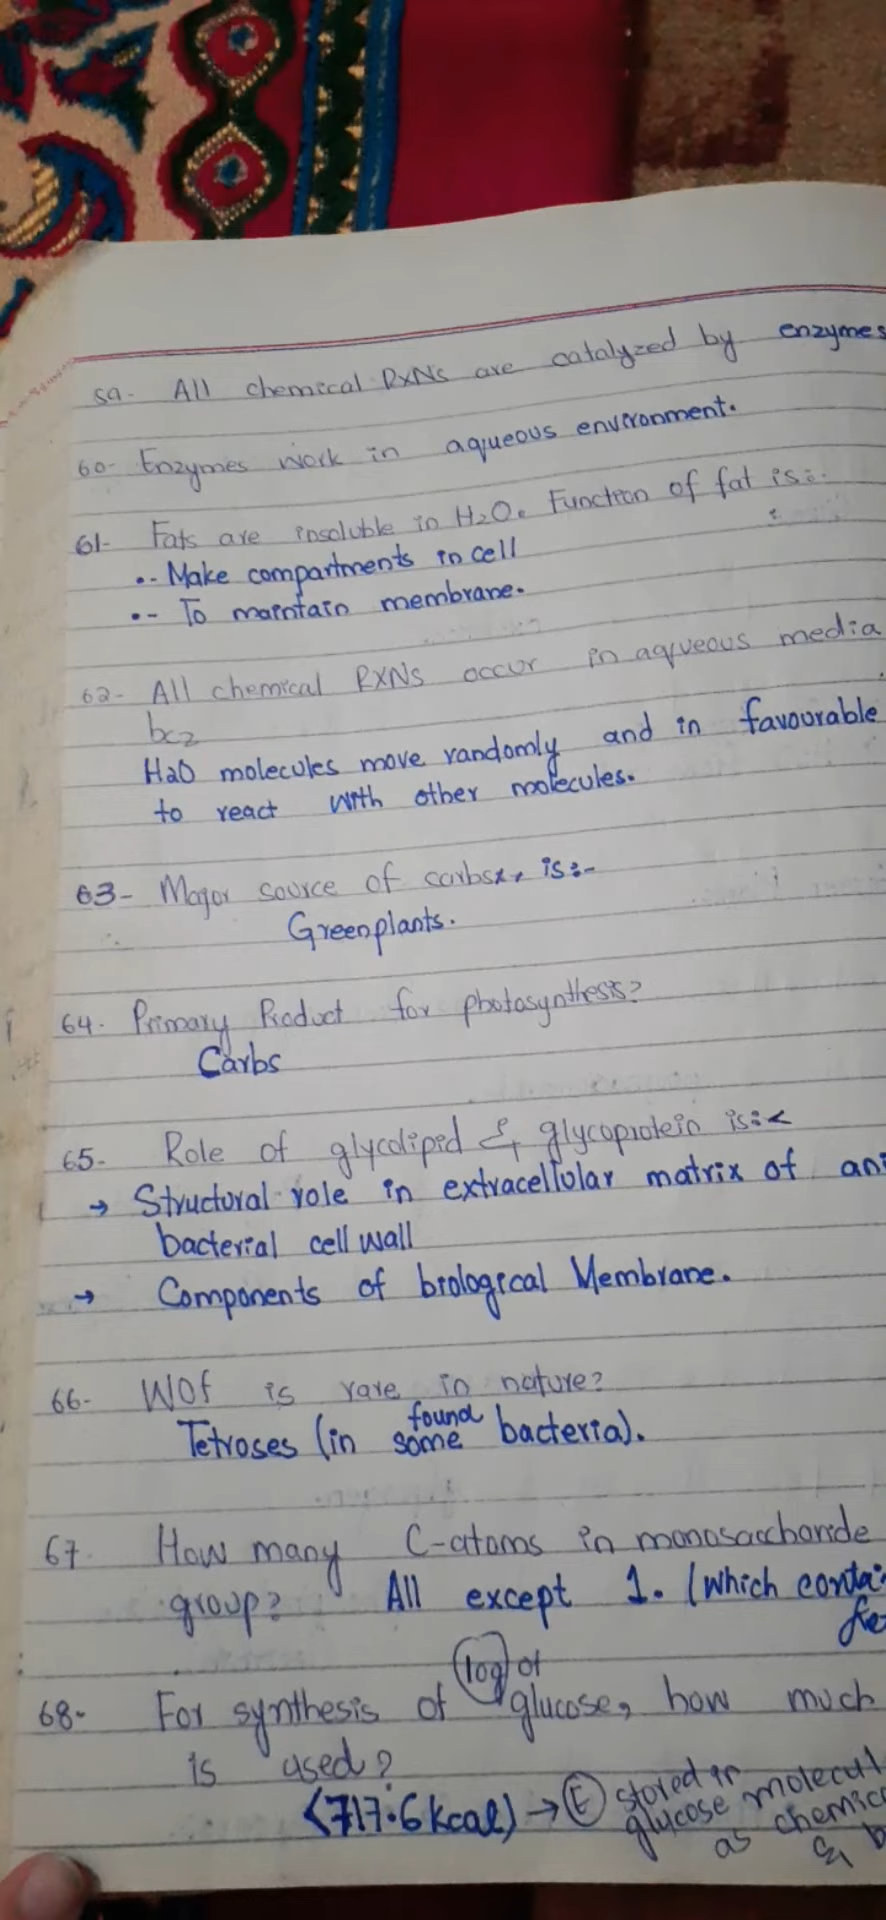 59- All chemical RXNs are catalyzed by enzymes
60- Enzymes work in aqueous environment.
61- Fats are insoluble in H2O. Function of fat is:-
•- Make compartments in cell
•- To maintain membrane.
62- All chemical RXNs occur in aqueous media
bcz
H2O molecules move randomly and in favourable
to react with other molecules.
63- Major source of carbs is:-
Greenplants.
64- Primary Product for photosynthesis?
Carbs
65- Role of glycolipid & glycoprotein is:-
→ Structural role in extracellular matrix of ani
bacterial cell wall
→ Components of biological Membrane.
66- WOf is rare in nature?
Tetroses (in found some bacteria).
67- How many C-atoms in monosaccharide
group? All except 1. (which contai
ke
68- For synthesis of (10g) of glucose, how much
is used?
(717.6 Kcal) → (E) stored in
glucose molecul
as chemic
& b